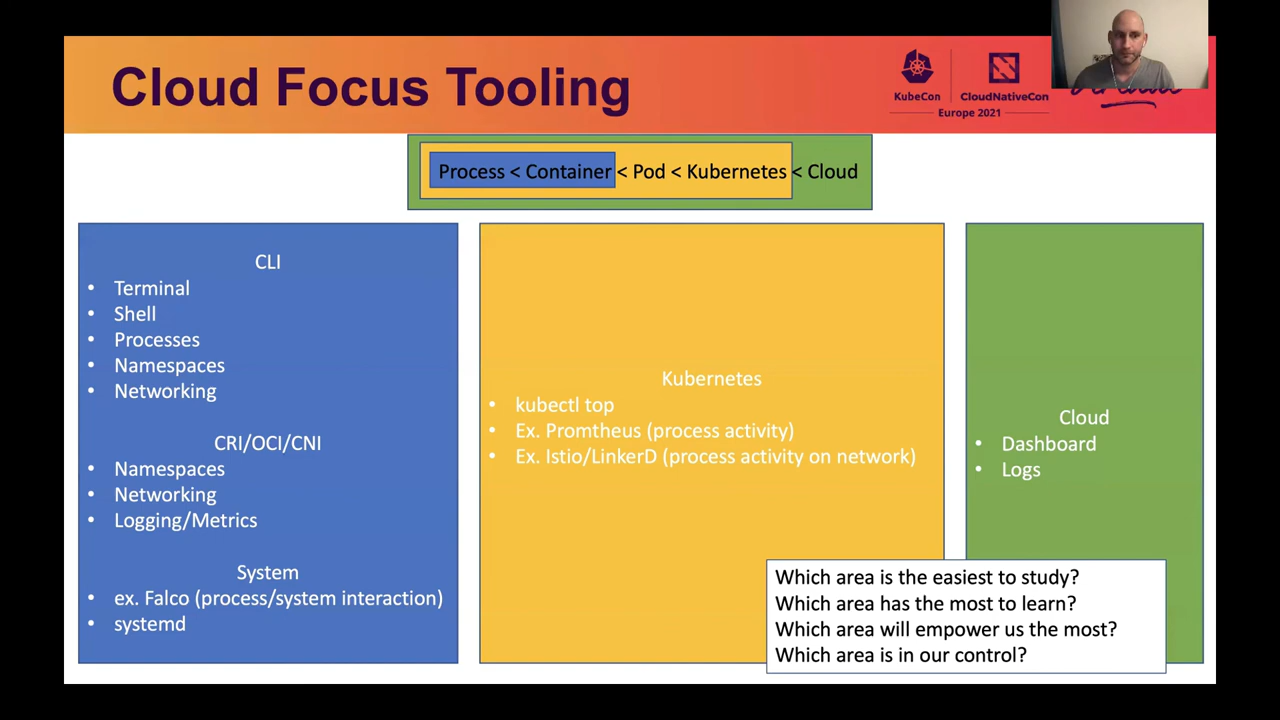 Cloud Focus Tooling
KubeCon
CloudNativeCon
Europe 2021
Process < Container < Pod < Kubernetes < Cloud
CLI
• Terminal
• Shell
• Processes
• Namespaces
• Networking
CRI/OCI/CNI
• Namespaces
• Networking
• Logging/Metrics
System
• ex. Falco (process/system interaction)
• systemd
Kubernetes
• kubectl top
• Ex. Promtheus (process activity)
• Ex. Istio/LinkerD (process activity on network)
Cloud
• Dashboard
• Logs
Which area is the easiest to study?
Which area has the most to learn?
Which area will empower us the most?
Which area is in our control?